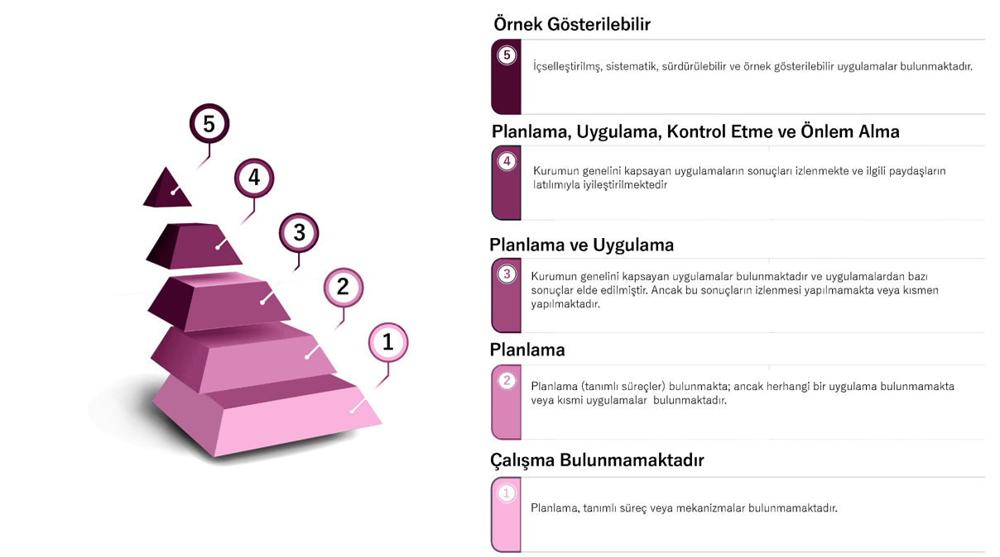 5
4
3
2
1
Örnek Gösterilebilir
5
İçselleştirilmş, sistematik, sürdürülebilir ve örnek gösterilebilir uygulamalar bulunmaktadır.
Planlama, Uygulama, Kontrol Etme ve Önlem Alma
4
Kurumun genelini kapsayan uygulamaların sonuçları izlenmekte ve ilgili paydaşların
latılımıyla iyileştirilmektedir
Planlama ve Uygulama
3
Kurumun genelini kapsayan uygulamalar bulunmaktadır ve uygulamalardan bazı
sonuçlar elde edilmiştir. Ancak bu sonuçların izlenmesi yapılmamakta veya kısmen
yapılmaktadır.
Planlama
2
Planlama (tanımlı süreçler) bulunmakta; ancak herhangi bir uygulama bulunmamakta
veya kısmi uygulamalar bulunmaktadır.
Çalışma Bulunmamaktadır
1
Planlama, tanımlı süreç veya mekanizmalar bulunmamaktadır.